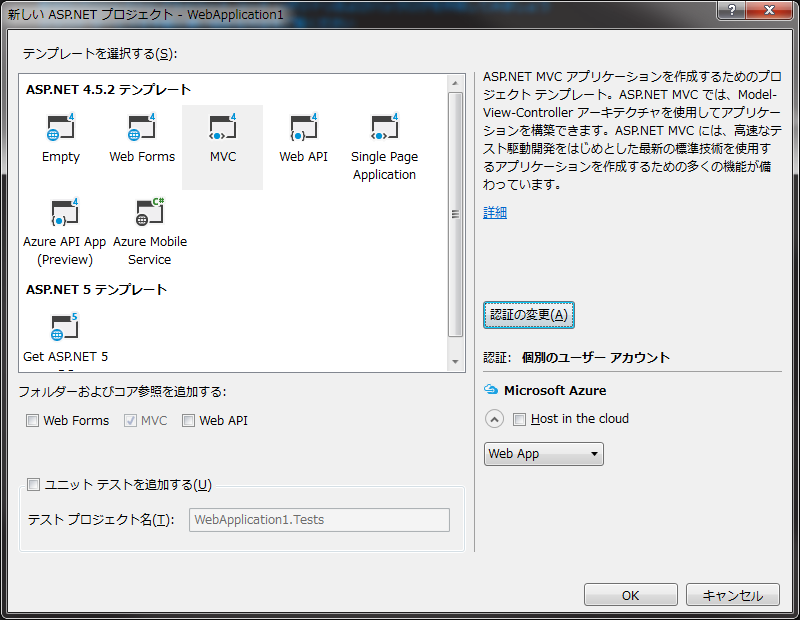 新しい ASP.NET プロジェクト - WebApplication1
テンプレートを選択する(S):
ASP.NET 4.5.2 テンプレート
Empty
Web Forms
MVC
Web API
Single Page
Application
Azure API App
(Preview)
Azure Mobile
Service
ASP.NET 5 テンプレート
Get ASP.NET 5
フォルダーおよびコア参照を追加する:
Web Forms
MVC
Web API
ユニット テストを追加する(U)
テスト プロジェクト名(T):
WebApplication1.Tests
ASP.NET MVC アプリケーションを作成するためのプロ
ジェクト テンプレート。ASP.NET MVC では、Model-
View-Controller アーキテクチャを使用してアプリケー
ションを構築できます。ASP.NET MVC には、高速なテ
スト駆動開発をはじめとした最新の標準技術を使用す
るアプリケーションを作成するための多くの機能が備
わっています。
詳細
認証の変更(A)
認証: 個別のユーザー アカウント
Microsoft Azure
Host in the cloud
Web App
OK
キャンセル